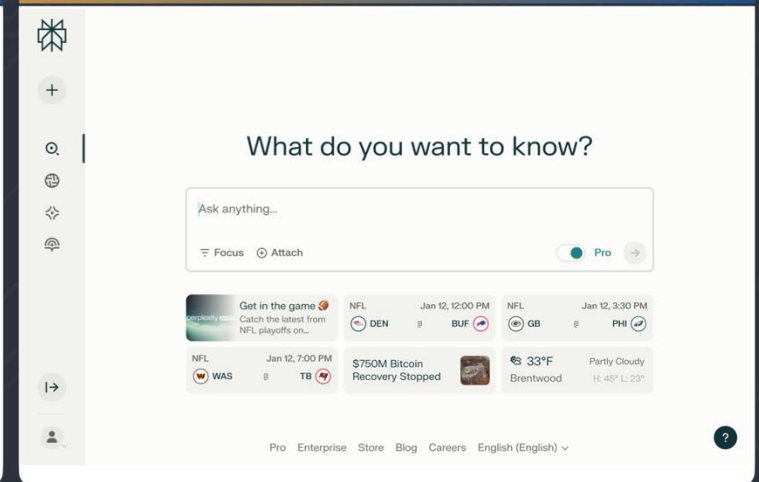 What do you want to know?
Ask anything...
Focus Attach Pro
Get in the game 🏈
Catch the latest from
NFL playoffs on...
NFL Jan 12, 12:00 PM
DEN @ BUF
NFL Jan 12, 3:30 PM
GB @ PHI
NFL Jan 12, 7:00 PM
WAS @ TB
$750M Bitcoin
Recovery Stopped
33°F Partly Cloudy
Brentwood H: 45° L: 23°
Pro Enterprise Store Blog Careers English (English)
?